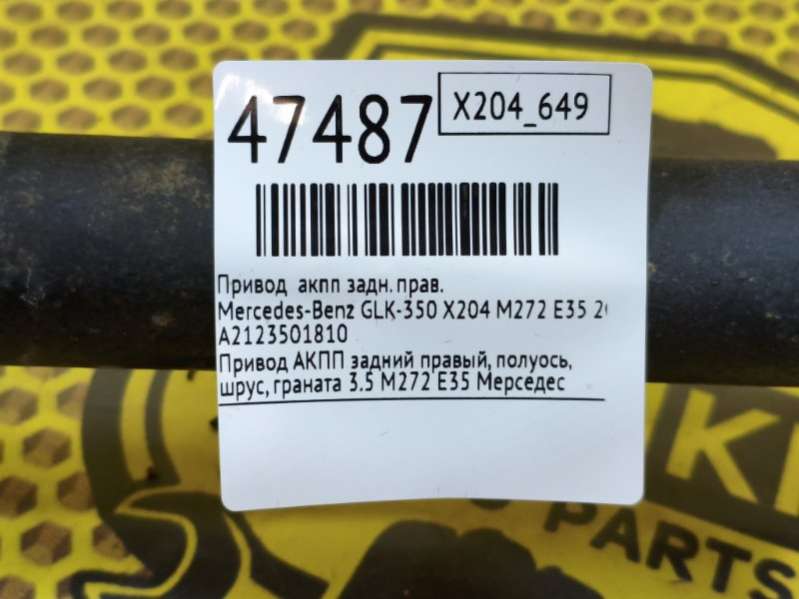 47487
X204_649
Привод акпп задн. прав.
Mercedes-Benz GLK-350 X204 M272 E35
A2123501810
Привод АКПП задний правый, полуось,
шрус, граната 3.5 M272 E35 Мерседес
PARTS